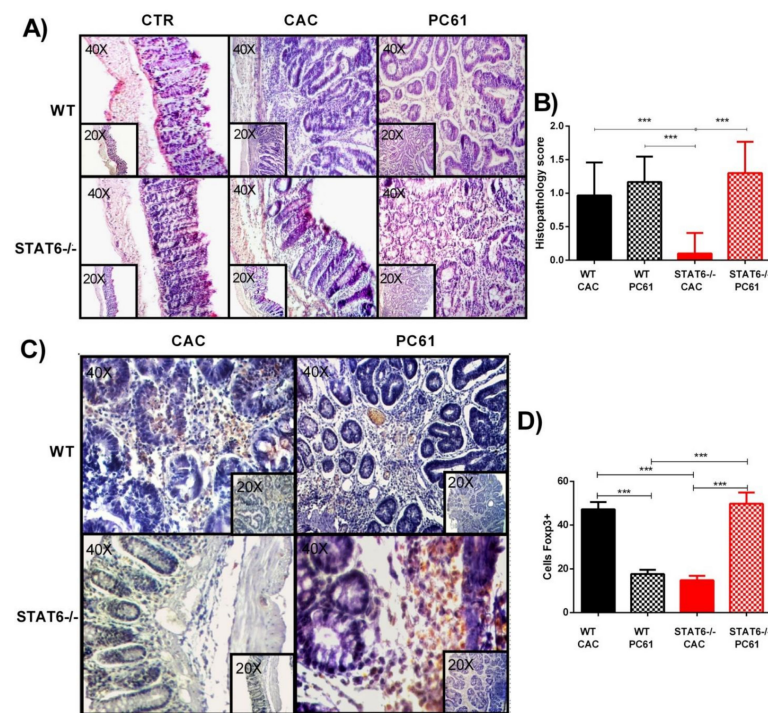 A)
CTR CAC PC61
WT
40X 40X 40X
20X 20X 20X
STAT6-/-
40X 40X 40X
20X 20X 20X
B)
Histopathology score
2.0
1.5
1.0
0.5
0.0
*** ***
***
WT WT STAT6-/- STAT6-/-
CAC PC61 CAC PC61
C)
CAC PC61
WT
40X 40X
20X 20X
STAT6-/-
40X 40X
20X 20X
D)
Cells Foxp3+
60
40
20
0
***
***
*** ***
WT WT STAT6-/- STAT6-/-
CAC PC61 CAC PC61